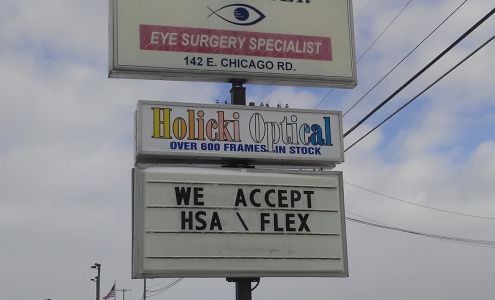 EYE SURGERY SPECIALIST
142 E. CHICAGO RD.
Holicki Optical
OVER 600 FRAMES IN STOCK
WE ACCEPT
HSA \ FLEX